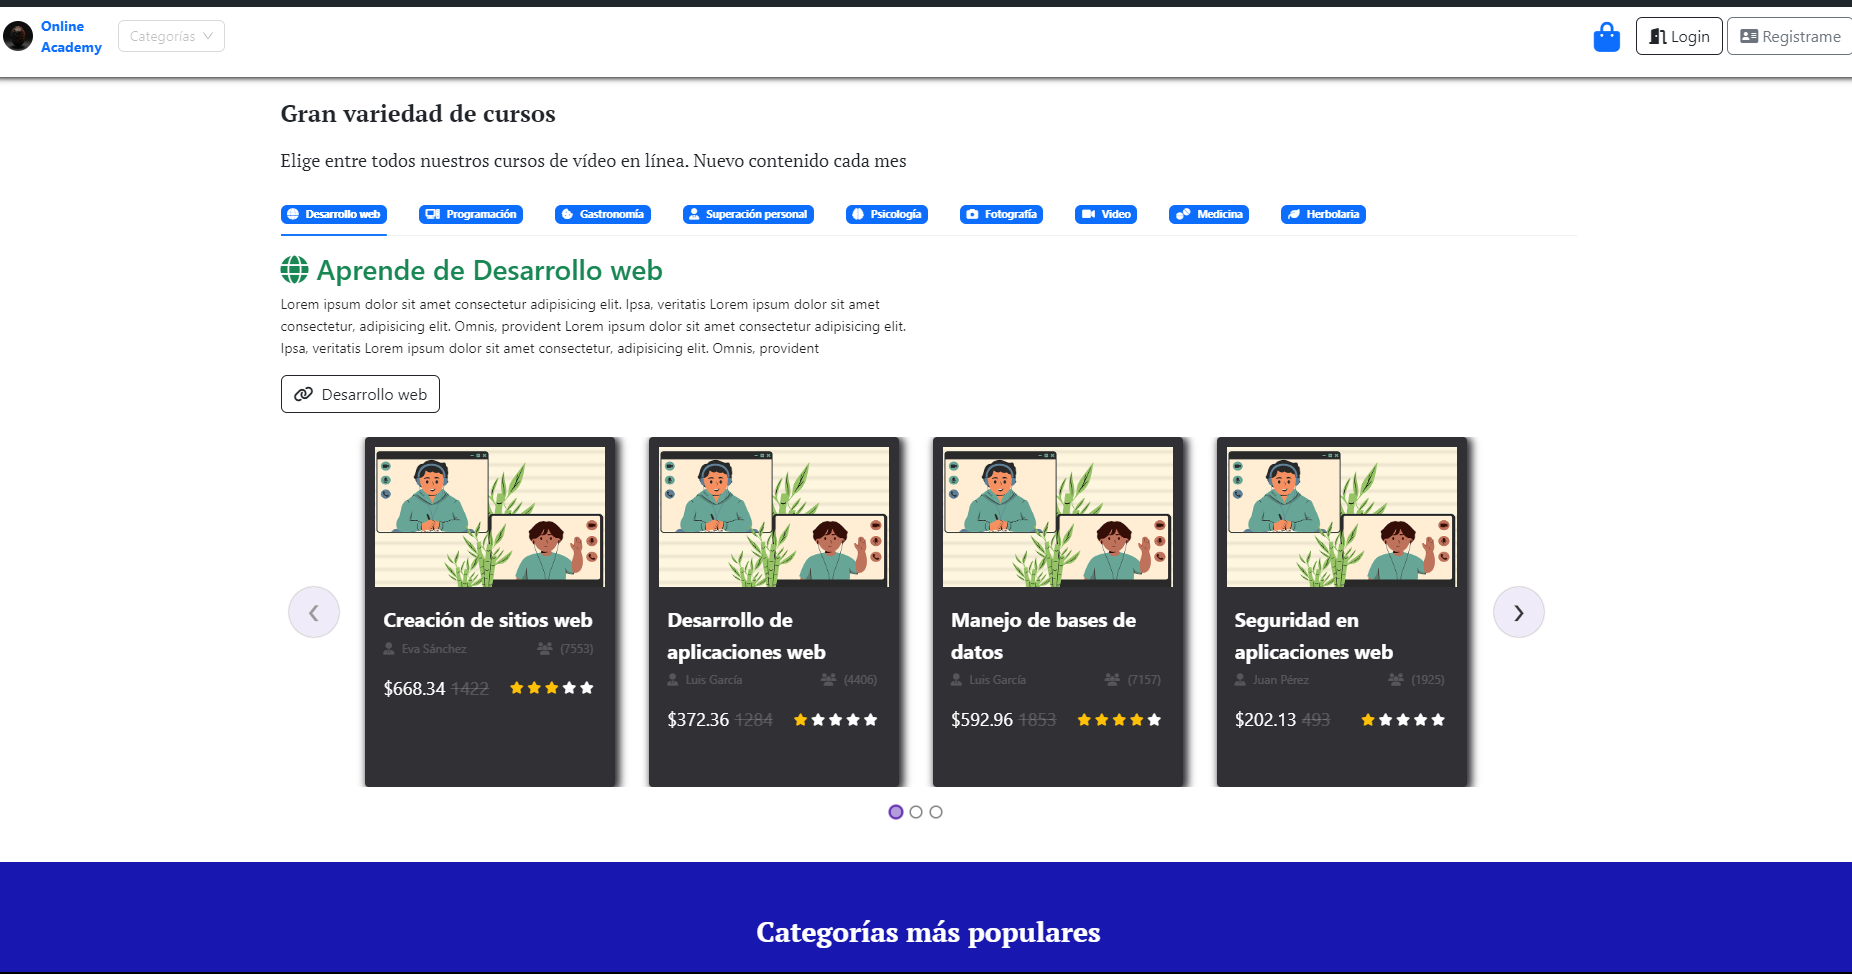 Online
Academy
Categorías
Login
Registrame
Gran variedad de cursos
Elige entre todos nuestros cursos de vídeo en línea. Nuevo contenido cada mes
Desarrollo web
Programación
Gastronomía
Superación personal
Psicología
Fotografía
Video
Medicina
Herbolaria
Aprende de Desarrollo web
Lorem ipsum dolor sit amet consectetur adipisicing elit. Ipsa, veritatis Lorem ipsum dolor sit amet
consectetur, adipisicing elit. Omnis, provident Lorem ipsum dolor sit amet consectetur adipisicing elit.
Ipsa, veritatis Lorem ipsum dolor sit amet consectetur, adipisicing elit. Omnis, provident
Desarrollo web
Creación de sitios web
Eva Sánchez (7553)
$668.34 1422
Desarrollo de
aplicaciones web
Luis García (4406)
$372.36 1284
Manejo de bases de
datos
Luis García (7157)
$592.96 1853
Seguridad en
aplicaciones web
Juan Pérez (1925)
$202.13 493
Categorías más populares